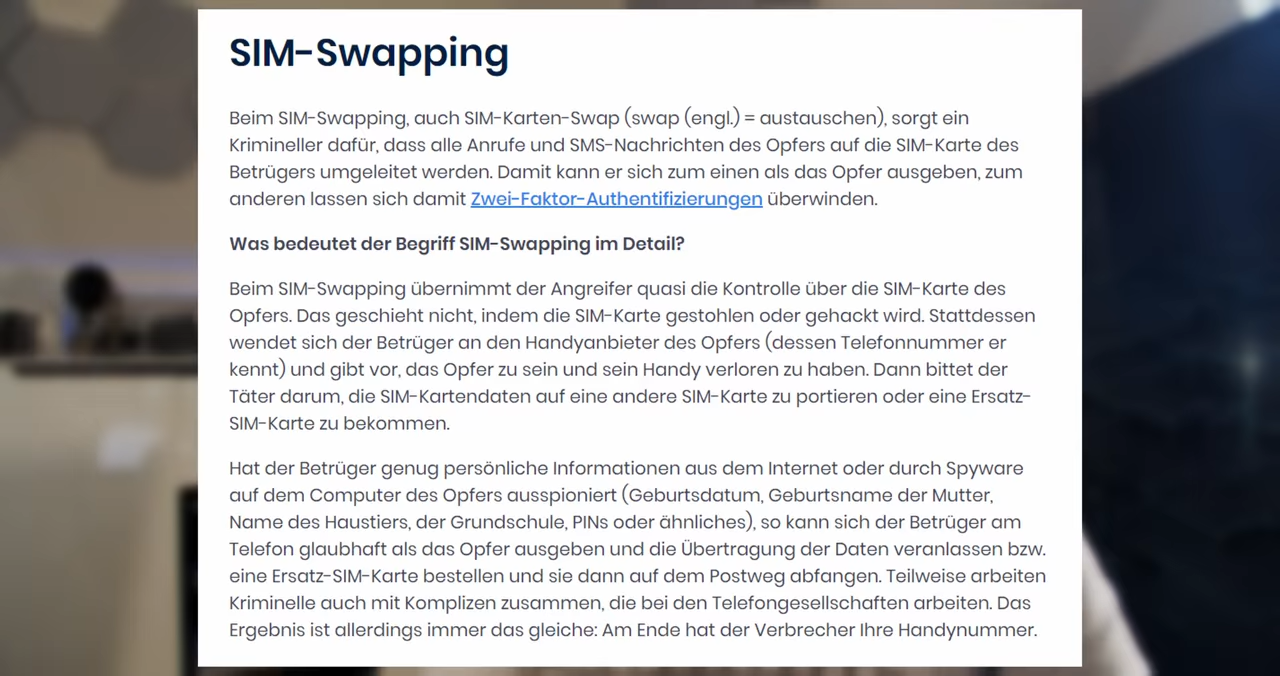 SIM-Swapping
Beim SIM-Swapping, auch SIM-Karten-Swap (swap (engl.) = austauschen), sorgt ein
Krimineller dafür, dass alle Anrufe und SMS-Nachrichten des Opfers auf die SIM-Karte des
Betrügers umgeleitet werden. Damit kann er sich zum einen als das Opfer ausgeben, zum
anderen lassen sich damit Zwei-Faktor-Authentifizierungen überwinden.
Was bedeutet der Begriff SIM-Swapping im Detail?
Beim SIM-Swapping übernimmt der Angreifer quasi die Kontrolle über die SIM-Karte des
Opfers. Das geschieht nicht, indem die SIM-Karte gestohlen oder gehackt wird. Stattdessen
wendet sich der Betrüger an den Handyanbieter des Opfers (dessen Telefonnummer er
kennt) und gibt vor, das Opfer zu sein und sein Handy verloren zu haben. Dann bittet der
Täter darum, die SIM-Kartendaten auf eine andere SIM-Karte zu portieren oder eine Ersatz-
SIM-Karte zu bekommen.
Hat der Betrüger genug persönliche Informationen aus dem Internet oder durch Spyware
auf dem Computer des Opfers ausspioniert (Geburtsdatum, Geburtsname der Mutter,
Name des Haustiers, der Grundschule, PINs oder ähnliches), so kann sich der Betrüger am
Telefon glaubhaft als das Opfer ausgeben und die Übertragung der Daten veranlassen bzw.
eine Ersatz-SIM-Karte bestellen und sie dann auf dem Postweg abfangen. Teilweise arbeiten
Kriminelle auch mit Komplizen zusammen, die bei den Telefongesellschaften arbeiten. Das
Ergebnis ist allerdings immer das gleiche: Am Ende hat der Verbrecher Ihre Handynummer.